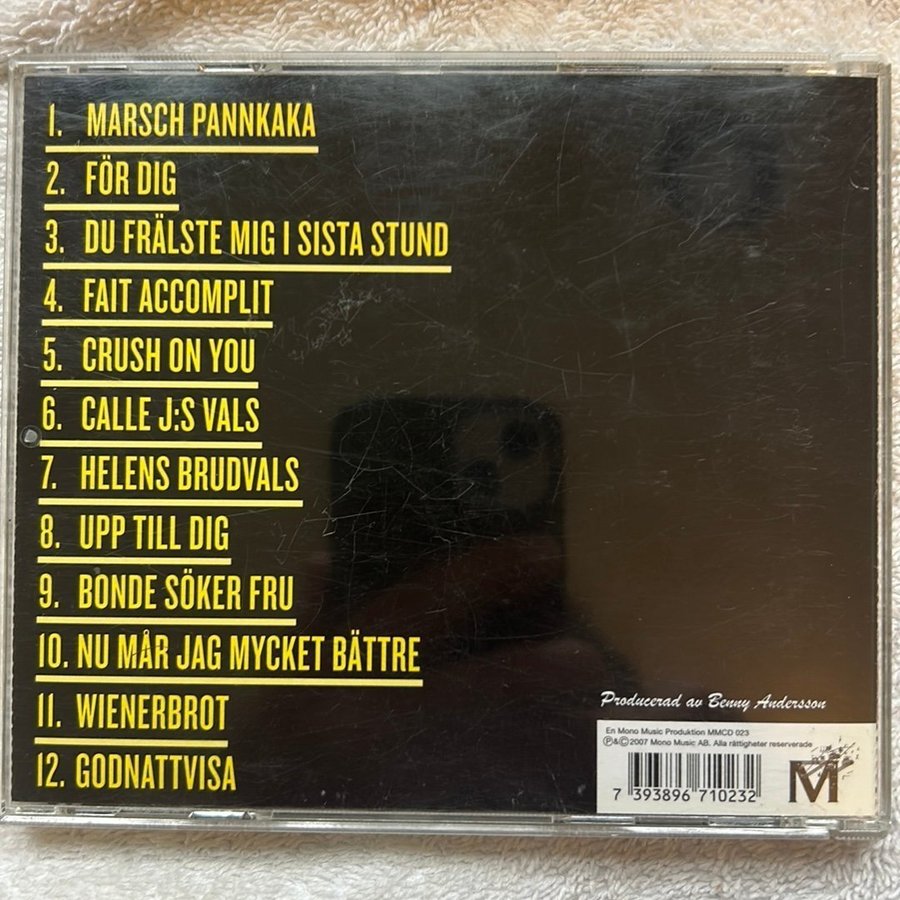 1. MARSCH PANNKAKA
2. FÖR DIG
3. DU FRÄLSTE MIG I SISTA STUND
4. FAIT ACCOMPLIT
5. CRUSH ON YOU
6. CALLE J:S VALS
7. HELENS BRUDVALS
8. UPP TILL DIG
9. BONDE SÖKER FRU
10. NU MÅR JAG MYCKET BÄTTRE
11. WIENERBROT
12. GODNATTVISA
Producerad av Benny Andersson
En Mono Music Produktion MMCD 023
℗&©2007 Mono Music AB. Alla rättigheter reserverade
7 393896 710232
M